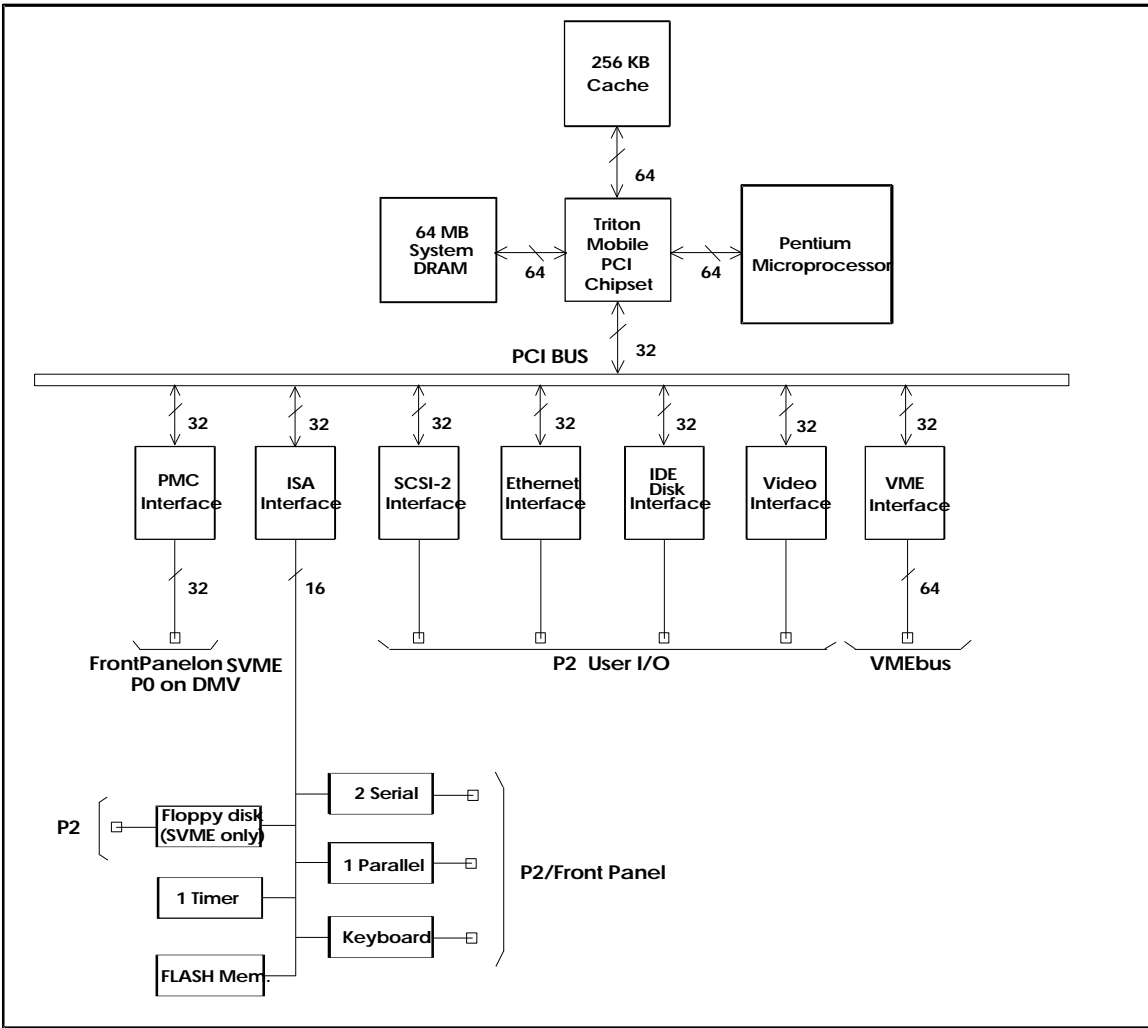 256 KB
Cache
64
64 MB
System
DRAM
64
Triton
Mobile
PCI
Chipset
64
Pentium
Microprocessor
32
PCI BUS
32
32
32
32
32
32
32
PMC
Interface
ISA
Interface
SCSI-2
Interface
Ethernet
Interface
IDE
Disk
Interface
Video
Interface
VME
Interface
32
16
64
FrontPanelon SVME
P0 on DMV
P2 User I/O
VMEbus
2 Serial
P2
Floppy disk
(SVME only)
1 Parallel
P2/Front Panel
1 Timer
Keyboard
FLASH Mem.